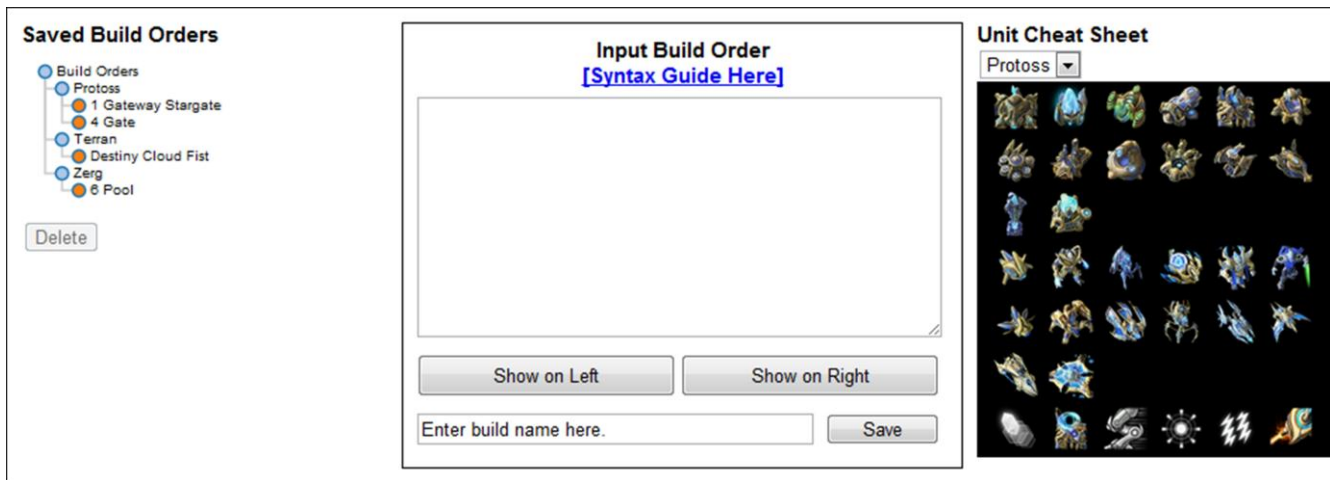 Saved Build Orders
Build Orders
Protoss
1 Gateway Stargate
4 Gate
Terran
Destiny Cloud Fist
Zerg
6 Pool
Delete
Input Build Order
[Syntax Guide Here]
Show on Left
Show on Right
Enter build name here.
Save
Unit Cheat Sheet
Protoss